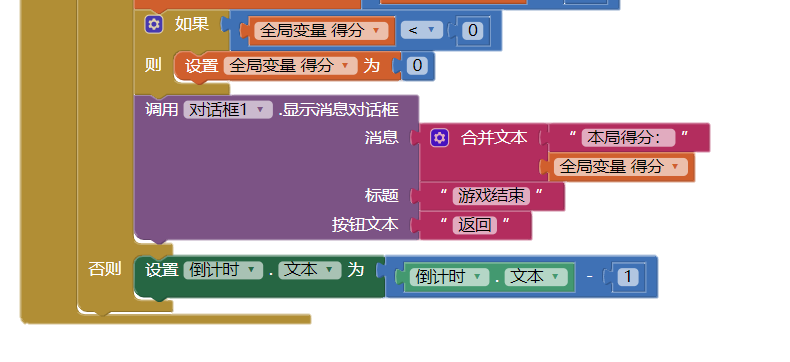 如果 全局变量 得分 < 0
则 设置 全局变量 得分 为 0
调用 对话框1 .显示消息对话框
消息 合并文本 “ 本局得分： ”
全局变量 得分
标题 “ 游戏结束 ”
按钮文本 “ 返回 ”
否则 设置 倒计时 . 文本 为 倒计时 . 文本 - 1